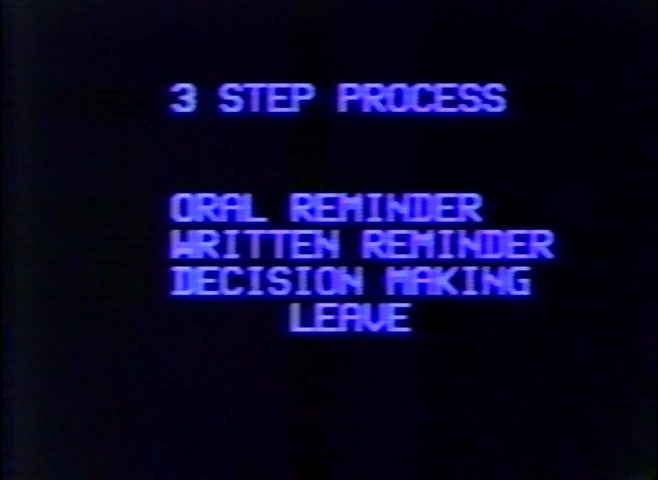 3 STEP PROCESS
ORAL REMINDER
WRITTEN REMINDER
DECISION MAKING
LEAVE